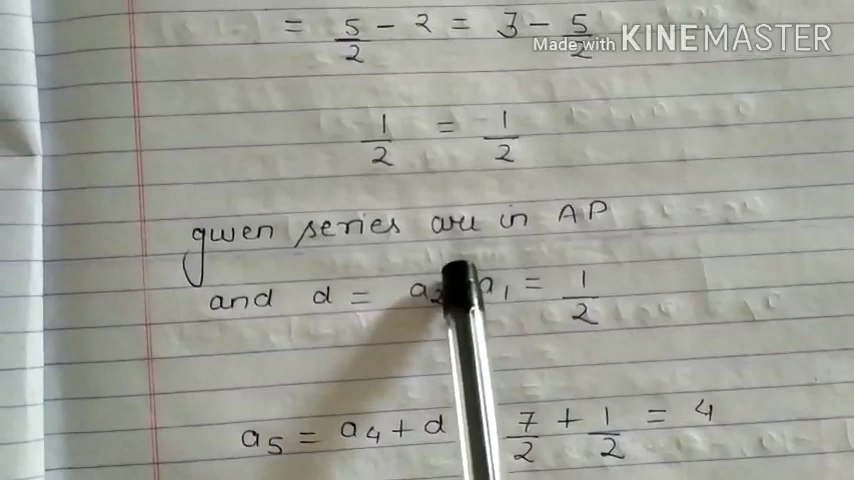 = 5/2 - 2 = 3 - 5/2
Made with KINEMASTER
1/2 = 1/2
given series are in AP
and d = a2 a1 = 1/2
a5 = a4 + d 7/2 + 1/2 = 4